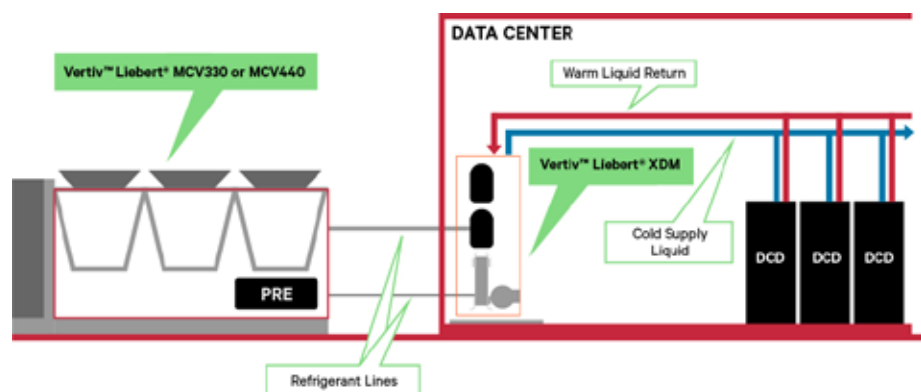 DATA CENTER
Vertiv™ Liebert® MCV330 or MCV440
Warm Liquid Return
Vertiv™ Liebert® XDM
Cold Supply
Liquid
DCD
DCD
DCD
PRE
Refrigerant Lines